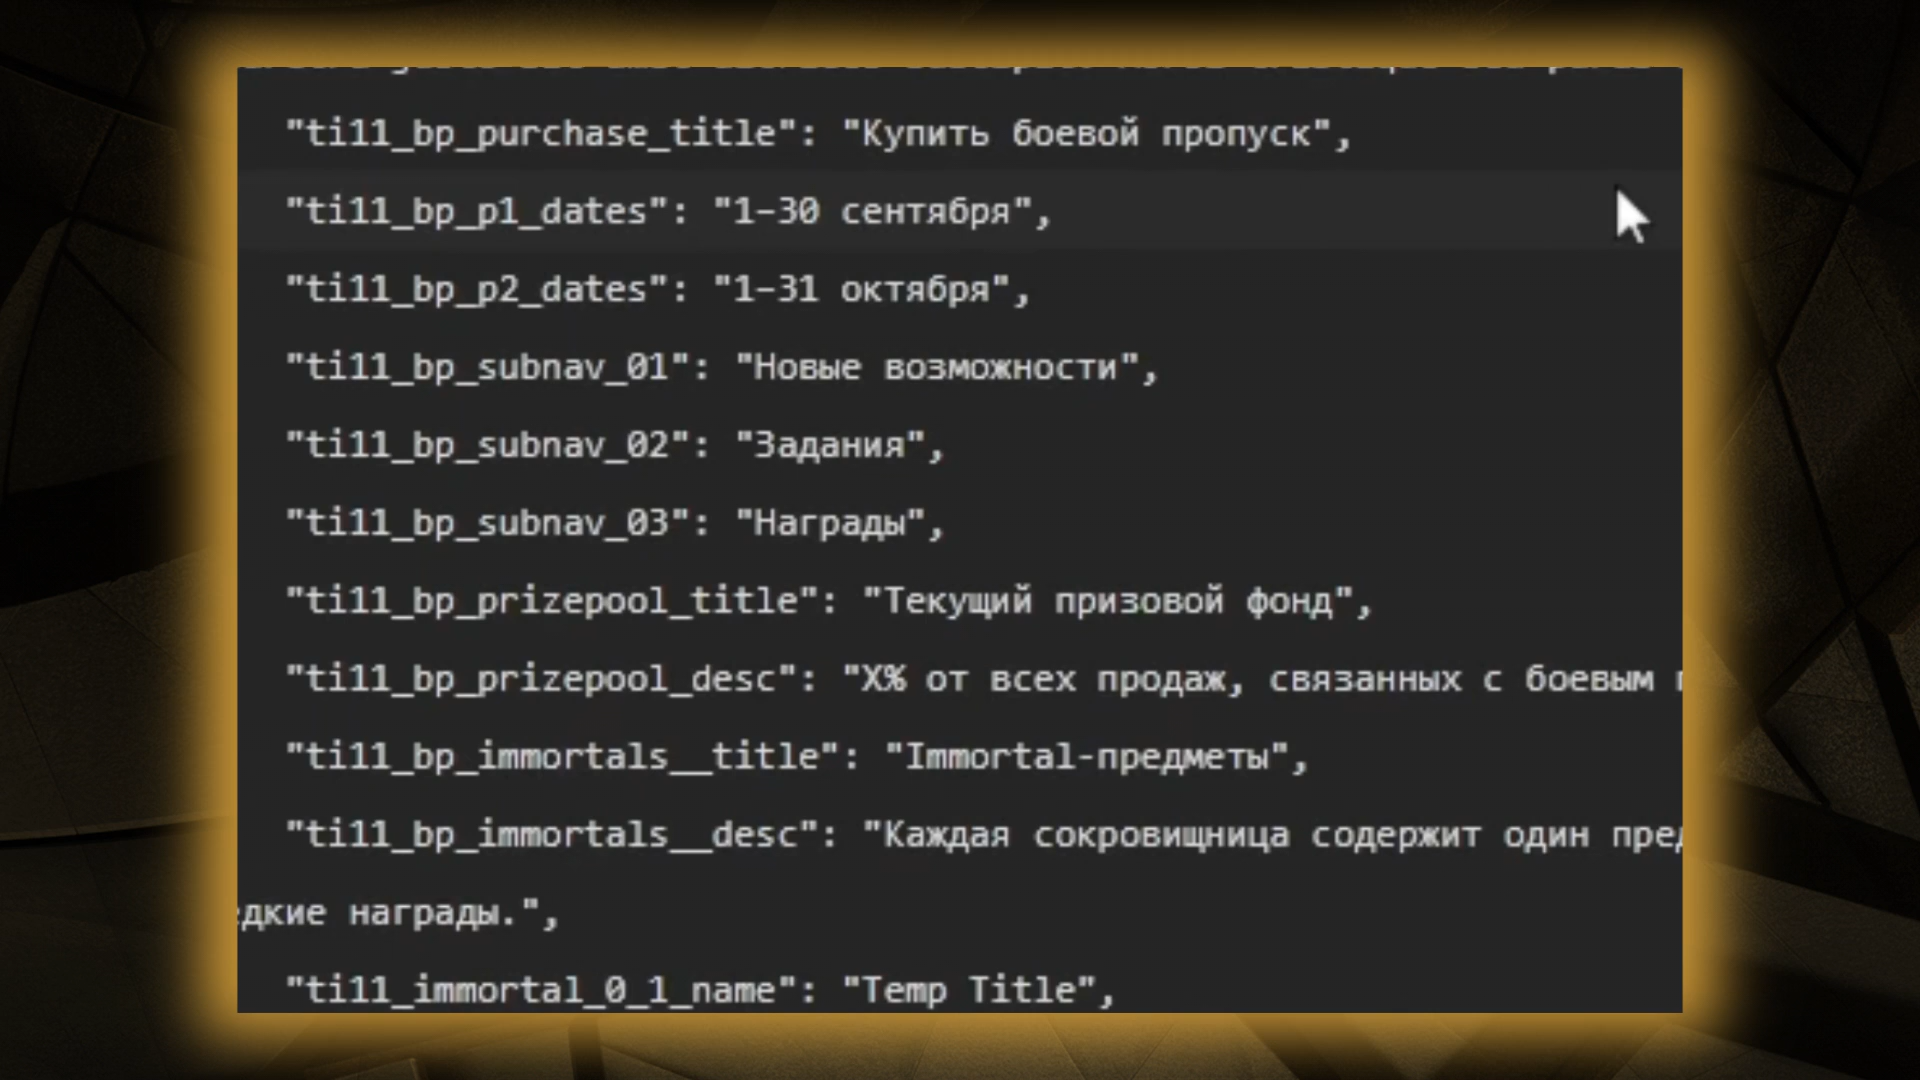 "ti11_bp_purchase_title": "Купить боевой пропуск",
"ti11_bp_p1_dates": "1–30 сентября",
"ti11_bp_p2_dates": "1–31 октября",
"ti11_bp_subnav_01": "Новые возможности",
"ti11_bp_subnav_02": "Задания",
"ti11_bp_subnav_03": "Награды",
"ti11_bp_prizepool_title": "Текущий призовой фонд",
"ti11_bp_prizepool_desc": "X% от всех продаж, связанных с боевым
"ti11_bp_immortals__title": "Immortal-предметы",
"ti11_bp_immortals__desc": "Каждая сокровищница содержит один
награды.",
"ti11_immortal_0_1_name": "Temp Title",